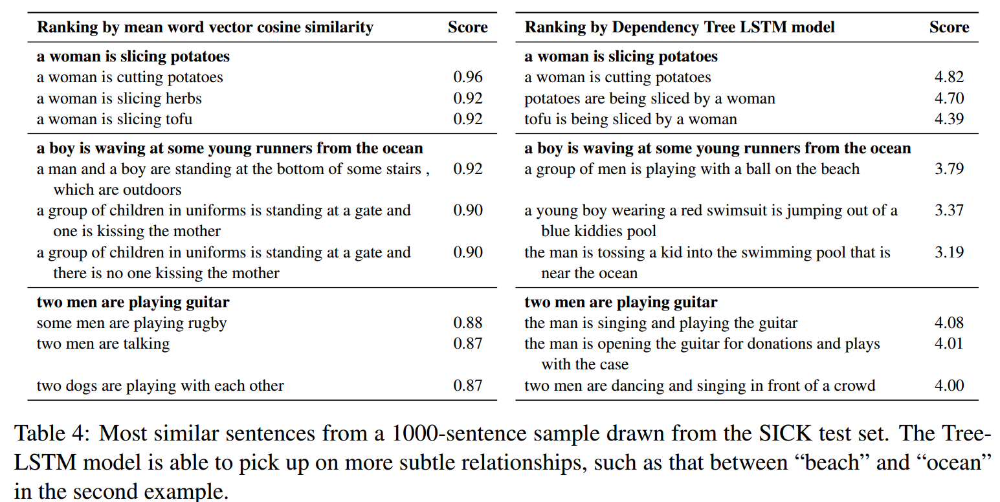 Ranking by mean word vector cosine similarity Score
a woman is slicing potatoes
a woman is cutting potatoes 0.96
a woman is slicing herbs 0.92
a woman is slicing tofu 0.92
a boy is waving at some young runners from the ocean
a man and a boy are standing at the bottom of some stairs , 0.92
which are outdoors
a group of children in uniforms is standing at a gate and 0.90
one is kissing the mother
a group of children in uniforms is standing at a gate and 0.90
there is no one kissing the mother
two men are playing guitar
some men are playing rugby 0.88
two men are talking 0.87
two dogs are playing with each other 0.87
Ranking by Dependency Tree LSTM model Score
a woman is slicing potatoes
a woman is cutting potatoes 4.82
potatoes are being sliced by a woman 4.70
tofu is being sliced by a woman 4.39
a boy is waving at some young runners from the ocean
a group of men is playing with a ball on the beach 3.79
a young boy wearing a red swimsuit is jumping out of a 3.37
blue kiddies pool
the man is tossing a kid into the swimming pool that is 3.19
near the ocean
two men are playing guitar
the man is singing and playing the guitar 4.08
the man is opening the guitar for donations and plays 4.01
with the case
two men are dancing and singing in front of a crowd 4.00
Table 4: Most similar sentences from a 1000-sentence sample drawn from the SICK test set. The Tree-
LSTM model is able to pick up on more subtle relationships, such as that between “beach” and “ocean”
in the second example.